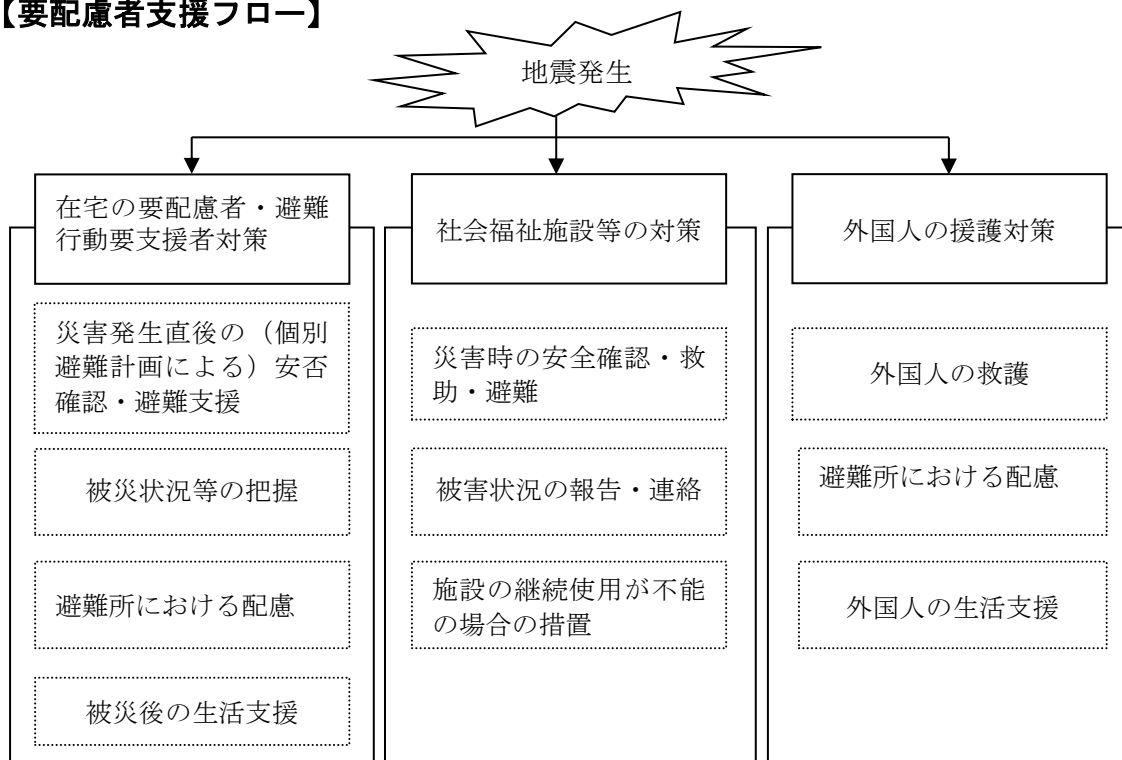 【要配慮者支援フロー】
地震発生
在宅の要配慮者・避難
行動要支援者対策
災害発生直後の（個別
避難計画による）安否
確認・避難支援
被災状況等の把握
避難所における配慮
被災後の生活支援
社会福祉施設等の対策
災害時の安全確認・救
助・避難
被害状況の報告・連絡
施設の継続使用が不能
の場合の措置
外国人の援護対策
外国人の救護
避難所における配慮
外国人の生活支援